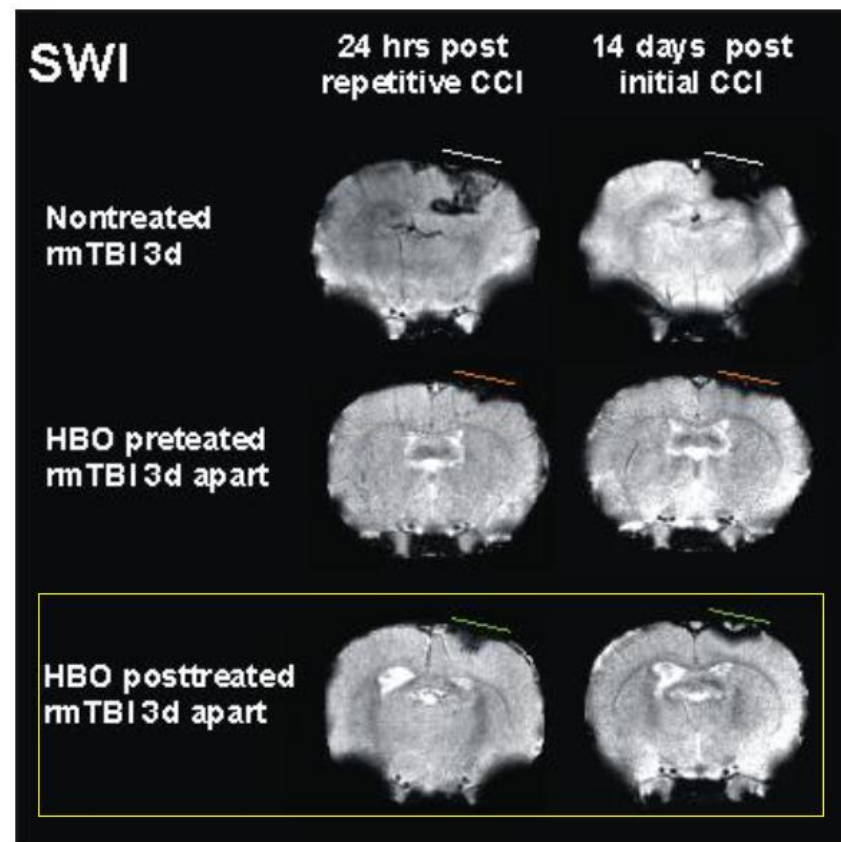 SWI
24 hrs post
repetitive CCI
14 days post
initial CCI
Nontreated
rmTBI 3d
HBO preteated
rmTBI 3d apart
HBO posttreated
rmTBI 3d apart